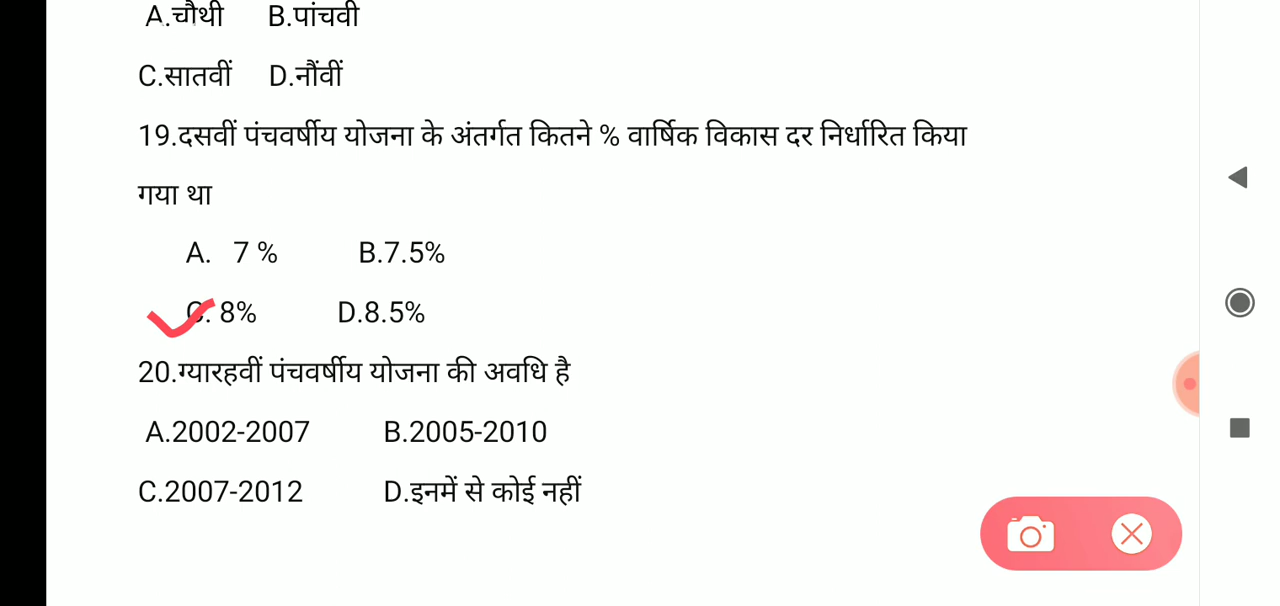 A.चौथी B.पांचवी
C.सातवीं D.नौंवीं
19.दसवीं पंचवर्षीय योजना के अंतर्गत कितने % वार्षिक विकास दर निर्धारित किया
गया था
A. 7 % B.7.5%
C. 8% D.8.5%
20.ग्यारहवीं पंचवर्षीय योजना की अवधि है
A.2002-2007 B.2005-2010
C.2007-2012 D.इनमें से कोई नहीं